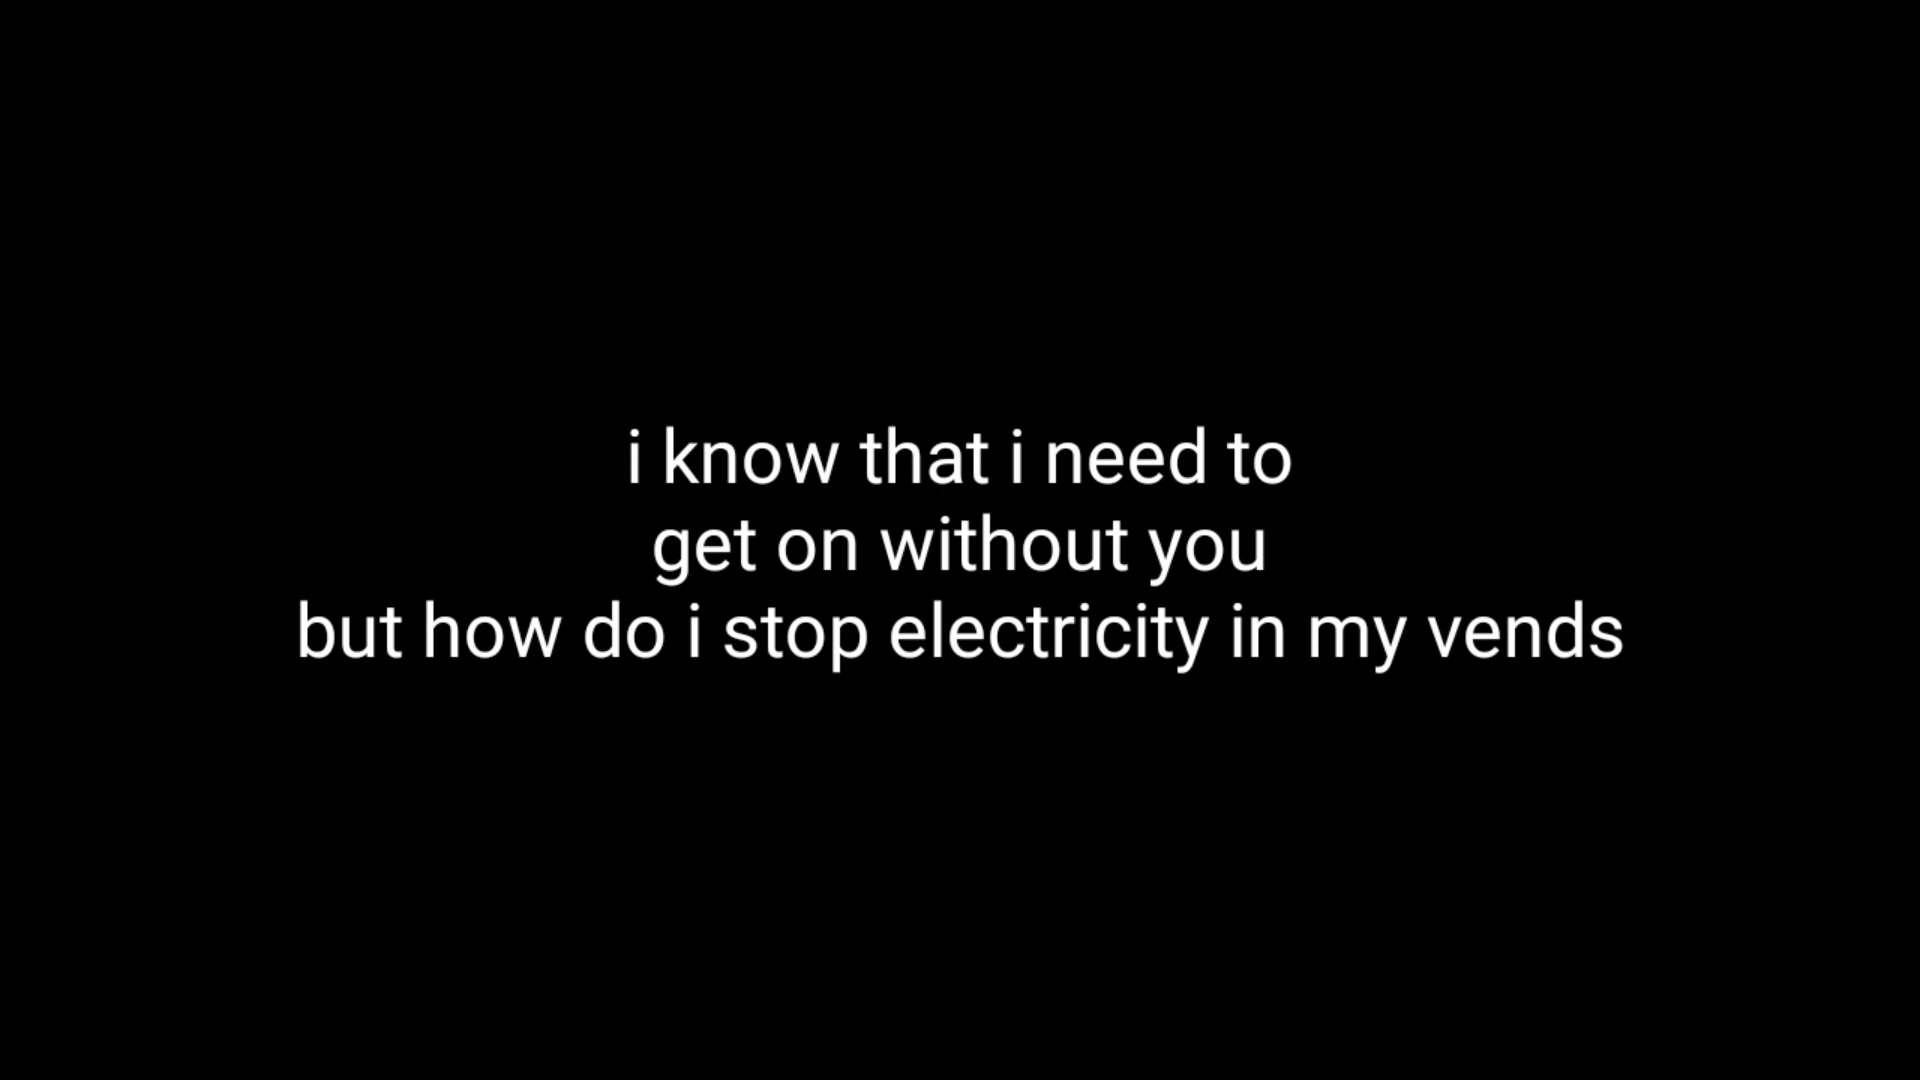 i know that i need to
get on without you
but how do i stop electricity in my vends